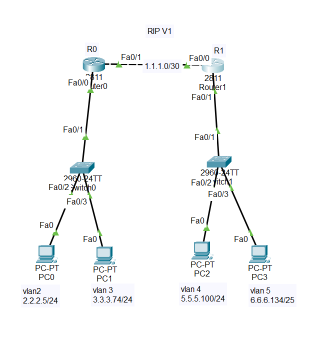 RIP V1
R0
Fa0/1
Fa0/0
R1
1.1.1.0/30
2811
Router1
Fa0/0
Fa0/1
Fa0/1
Fa0/1
2960-24TT
2960-24TT
Fa0/2
Fa0/3
Fa0/2
Fa0/3
Fa0
Fa0
Fa0
Fa0
PC-PT
PC0
PC-PT
PC1
PC-PT
PC2
PC-PT
PC3
vlan2
2.2.2.5/24
vlan 3
3.3.3.74/24
vlan 4
5.5.5.100/24
vlan 5
6.6.6.134/25